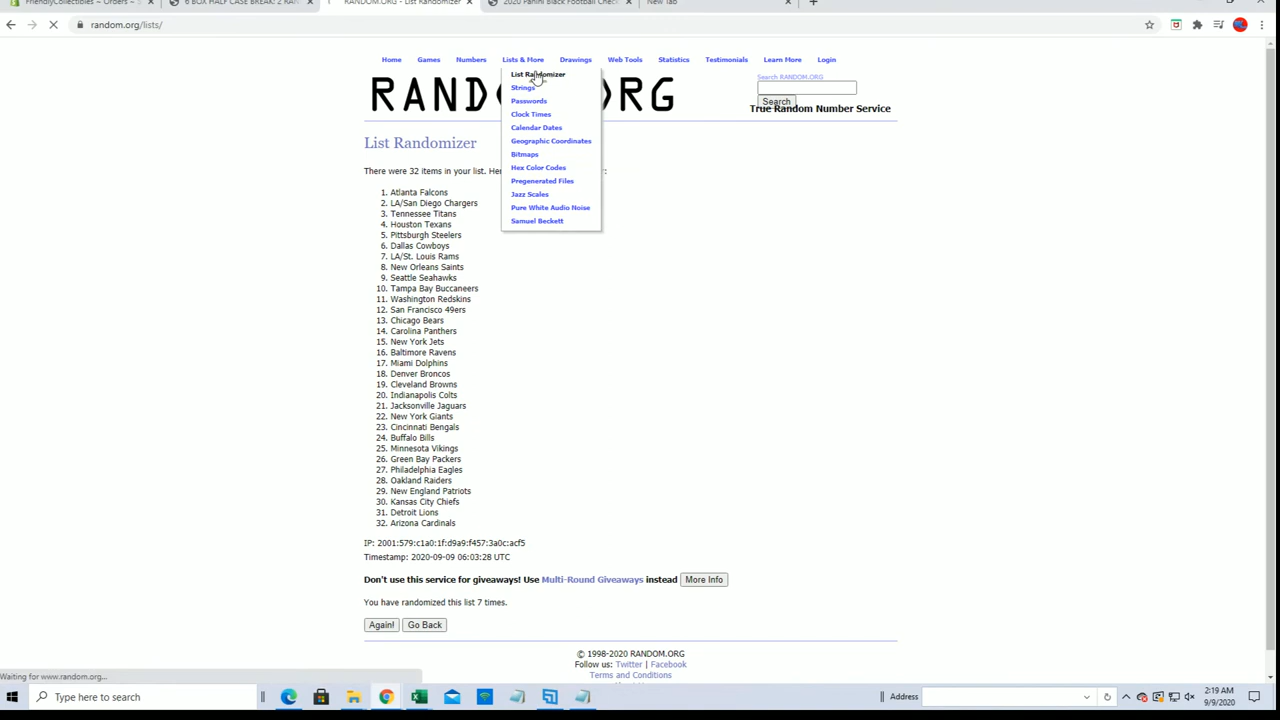 FriendlyCollectibles ~ Orders ~ S
6 BOX HALF CASE BREAK: 2 RAN
RANDOM.ORG - List Randomizer
2020 Panini Black Football Chec
New Tab
random.org/lists/
Home Games Numbers Lists & More Drawings Web Tools Statistics Testimonials Learn More Login
List Randomizer
Strings
Passwords
Clock Times
Calendar Dates
Geographic Coordinates
Bitmaps
Hex Color Codes
Pregenerated Files
Jazz Scales
Pure White Audio Noise
Samuel Beckett
RAND RG
Search RANDOM.ORG
Search
True Random Number Service
List Randomizer
There were 32 items in your list. Her r:
1. Atlanta Falcons
2. LA/San Diego Chargers
3. Tennessee Titans
4. Houston Texans
5. Pittsburgh Steelers
6. Dallas Cowboys
7. LA/St. Louis Rams
8. New Orleans Saints
9. Seattle Seahawks
10. Tampa Bay Buccaneers
11. Washington Redskins
12. San Francisco 49ers
13. Chicago Bears
14. Carolina Panthers
15. New York Jets
16. Baltimore Ravens
17. Miami Dolphins
18. Denver Broncos
19. Cleveland Browns
20. Indianapolis Colts
21. Jacksonville Jaguars
22. New York Giants
23. Cincinnati Bengals
24. Buffalo Bills
25. Minnesota Vikings
26. Green Bay Packers
27. Philadelphia Eagles
28. Oakland Raiders
29. New England Patriots
30. Kansas City Chiefs
31. Detroit Lions
32. Arizona Cardinals
IP: 2001:579:c1a0:1f:d9a9:f457:3a0c:acf5
Timestamp: 2020-09-09 06:03:28 UTC
Don't use this service for giveaways! Use Multi-Round Giveaways instead More Info
You have randomized this list 7 times.
Again! Go Back
© 1998-2020 RANDOM.ORG
Follow us: Twitter | Facebook
Terms and Conditions
Waiting for www.random.org...
Type here to search
Address
2:19 AM
9/9/2020